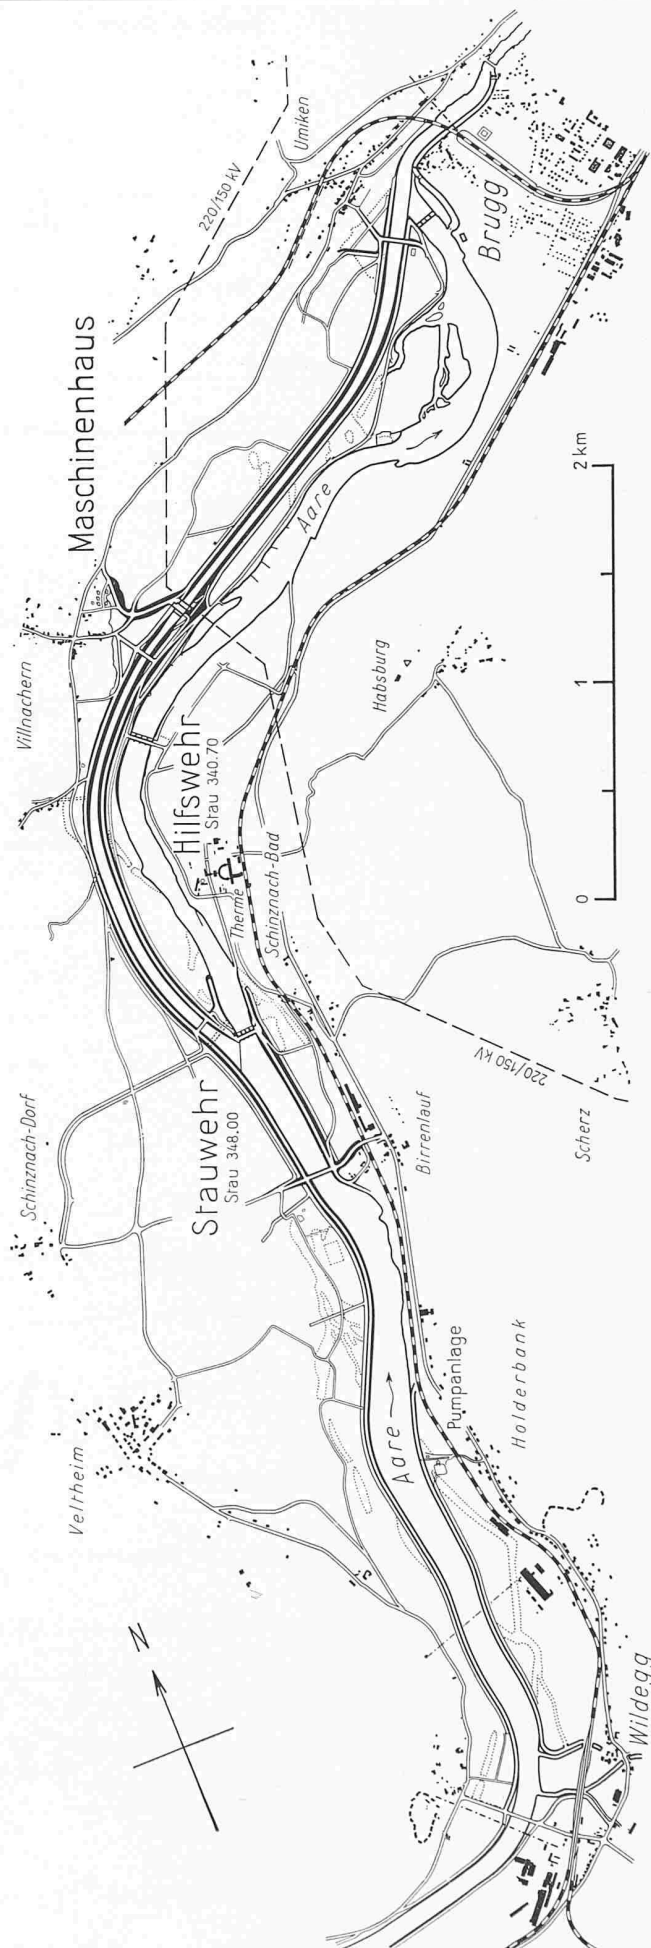 Umiken
220/150 kV
Brugg
Maschinenhaus
Aare
2 km
1
0
Villnachern
Habsburg
Hilfswehr
Stau 340.70
Therme
Schinznach-Bad
220/150 kV
Scherz
Schinznach-Dorf
Stauwehr
Stau 348.00
Birrenlauf
Veltheim
Aare
Pumpanlage
Holderbank
N
Wildegg